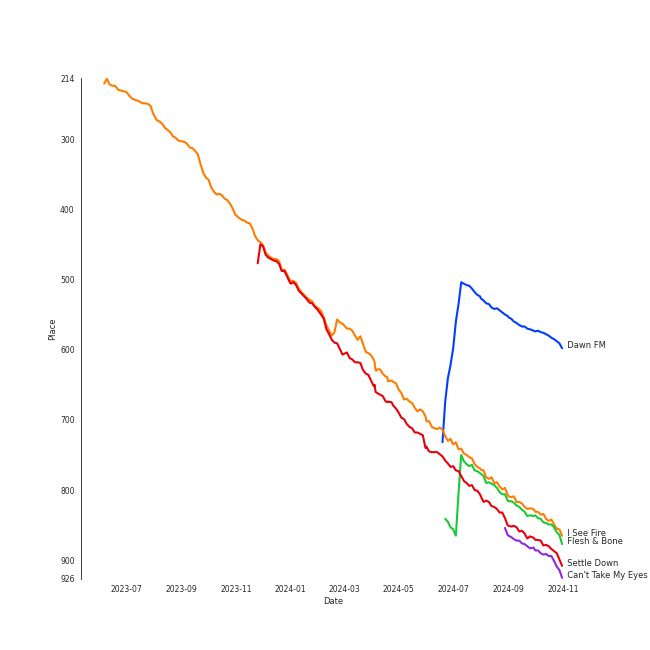 214
300
400
500
600
700
800
900
926
Place
2023-07
2023-09
2023-11
2024-01
2024-03
2024-05
2024-07
2024-09
2024-11
Date
Dawn FM
I See Fire
Flesh & Bone
Settle Down
Can't Take My Eyes